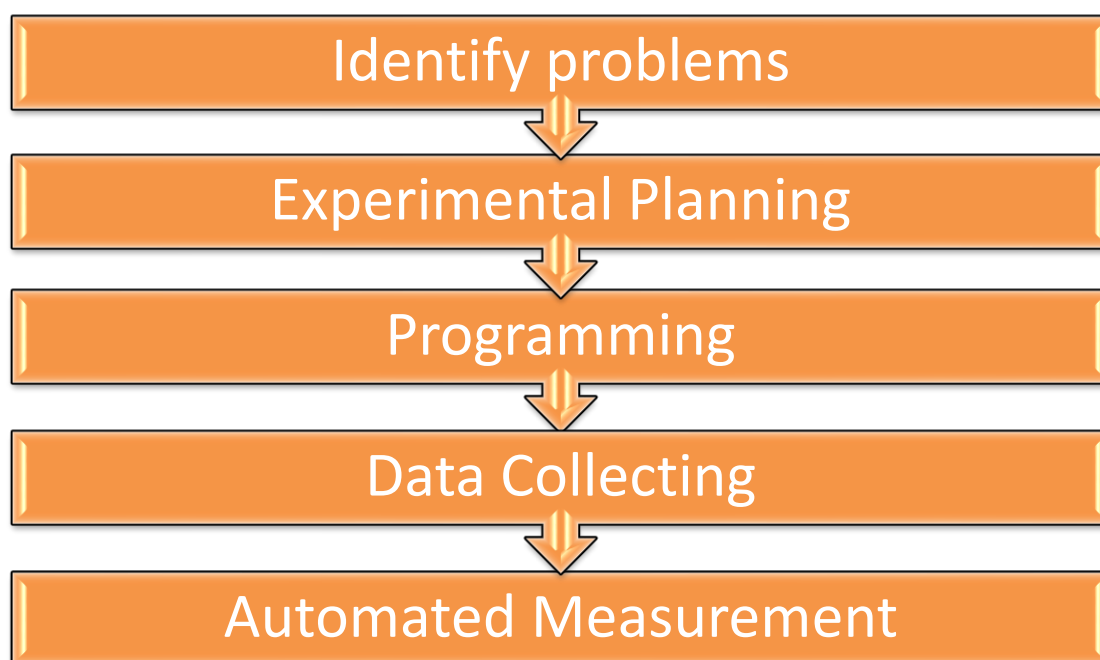 Identify problems
Experimental Planning
Programming
Data Collecting
Automated Measurement